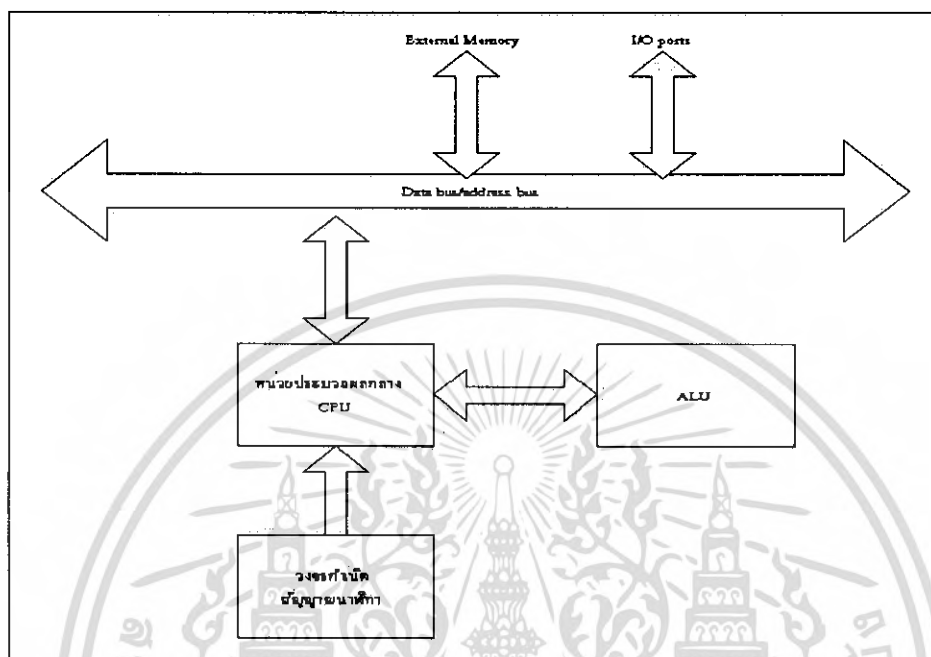 External Memory
I/O ports
Data bus/address bus
หน่วยประมวลผลกลาง
CPU
ALU
วงจรกำเนิด
สัญญาณนาฬิกา